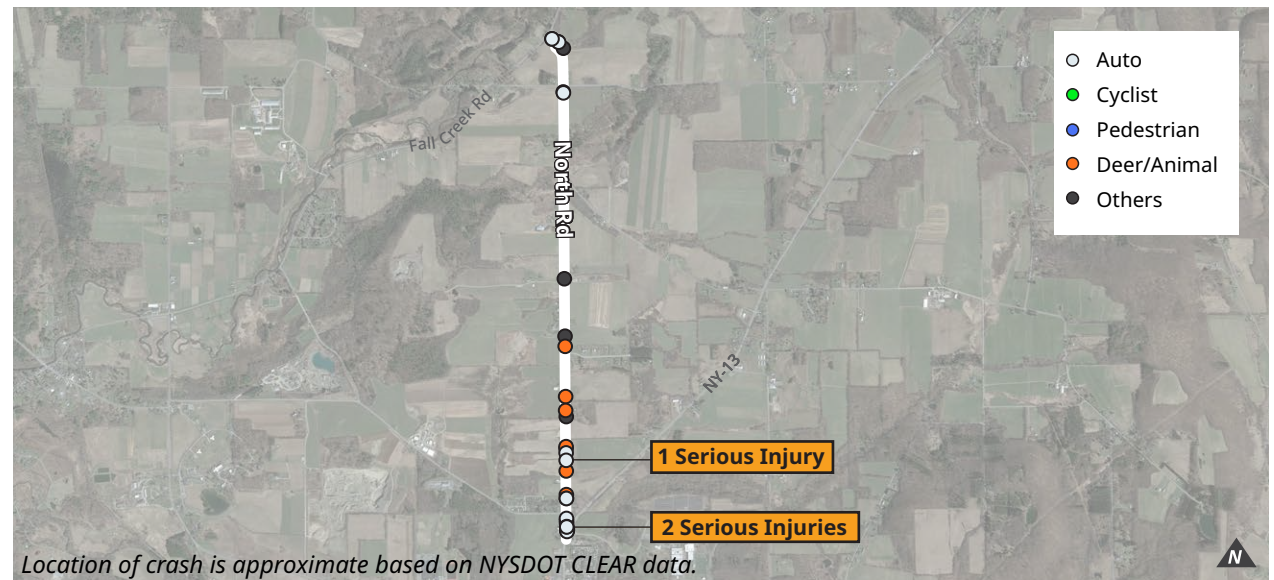 Auto
Cyclist
Pedestrian
Deer/Animal
Others
Fall Creek Rd
North Rd
NY-13
1 Serious Injury
2 Serious Injuries
Location of crash is approximate based on NYSDOT CLEAR data.
N